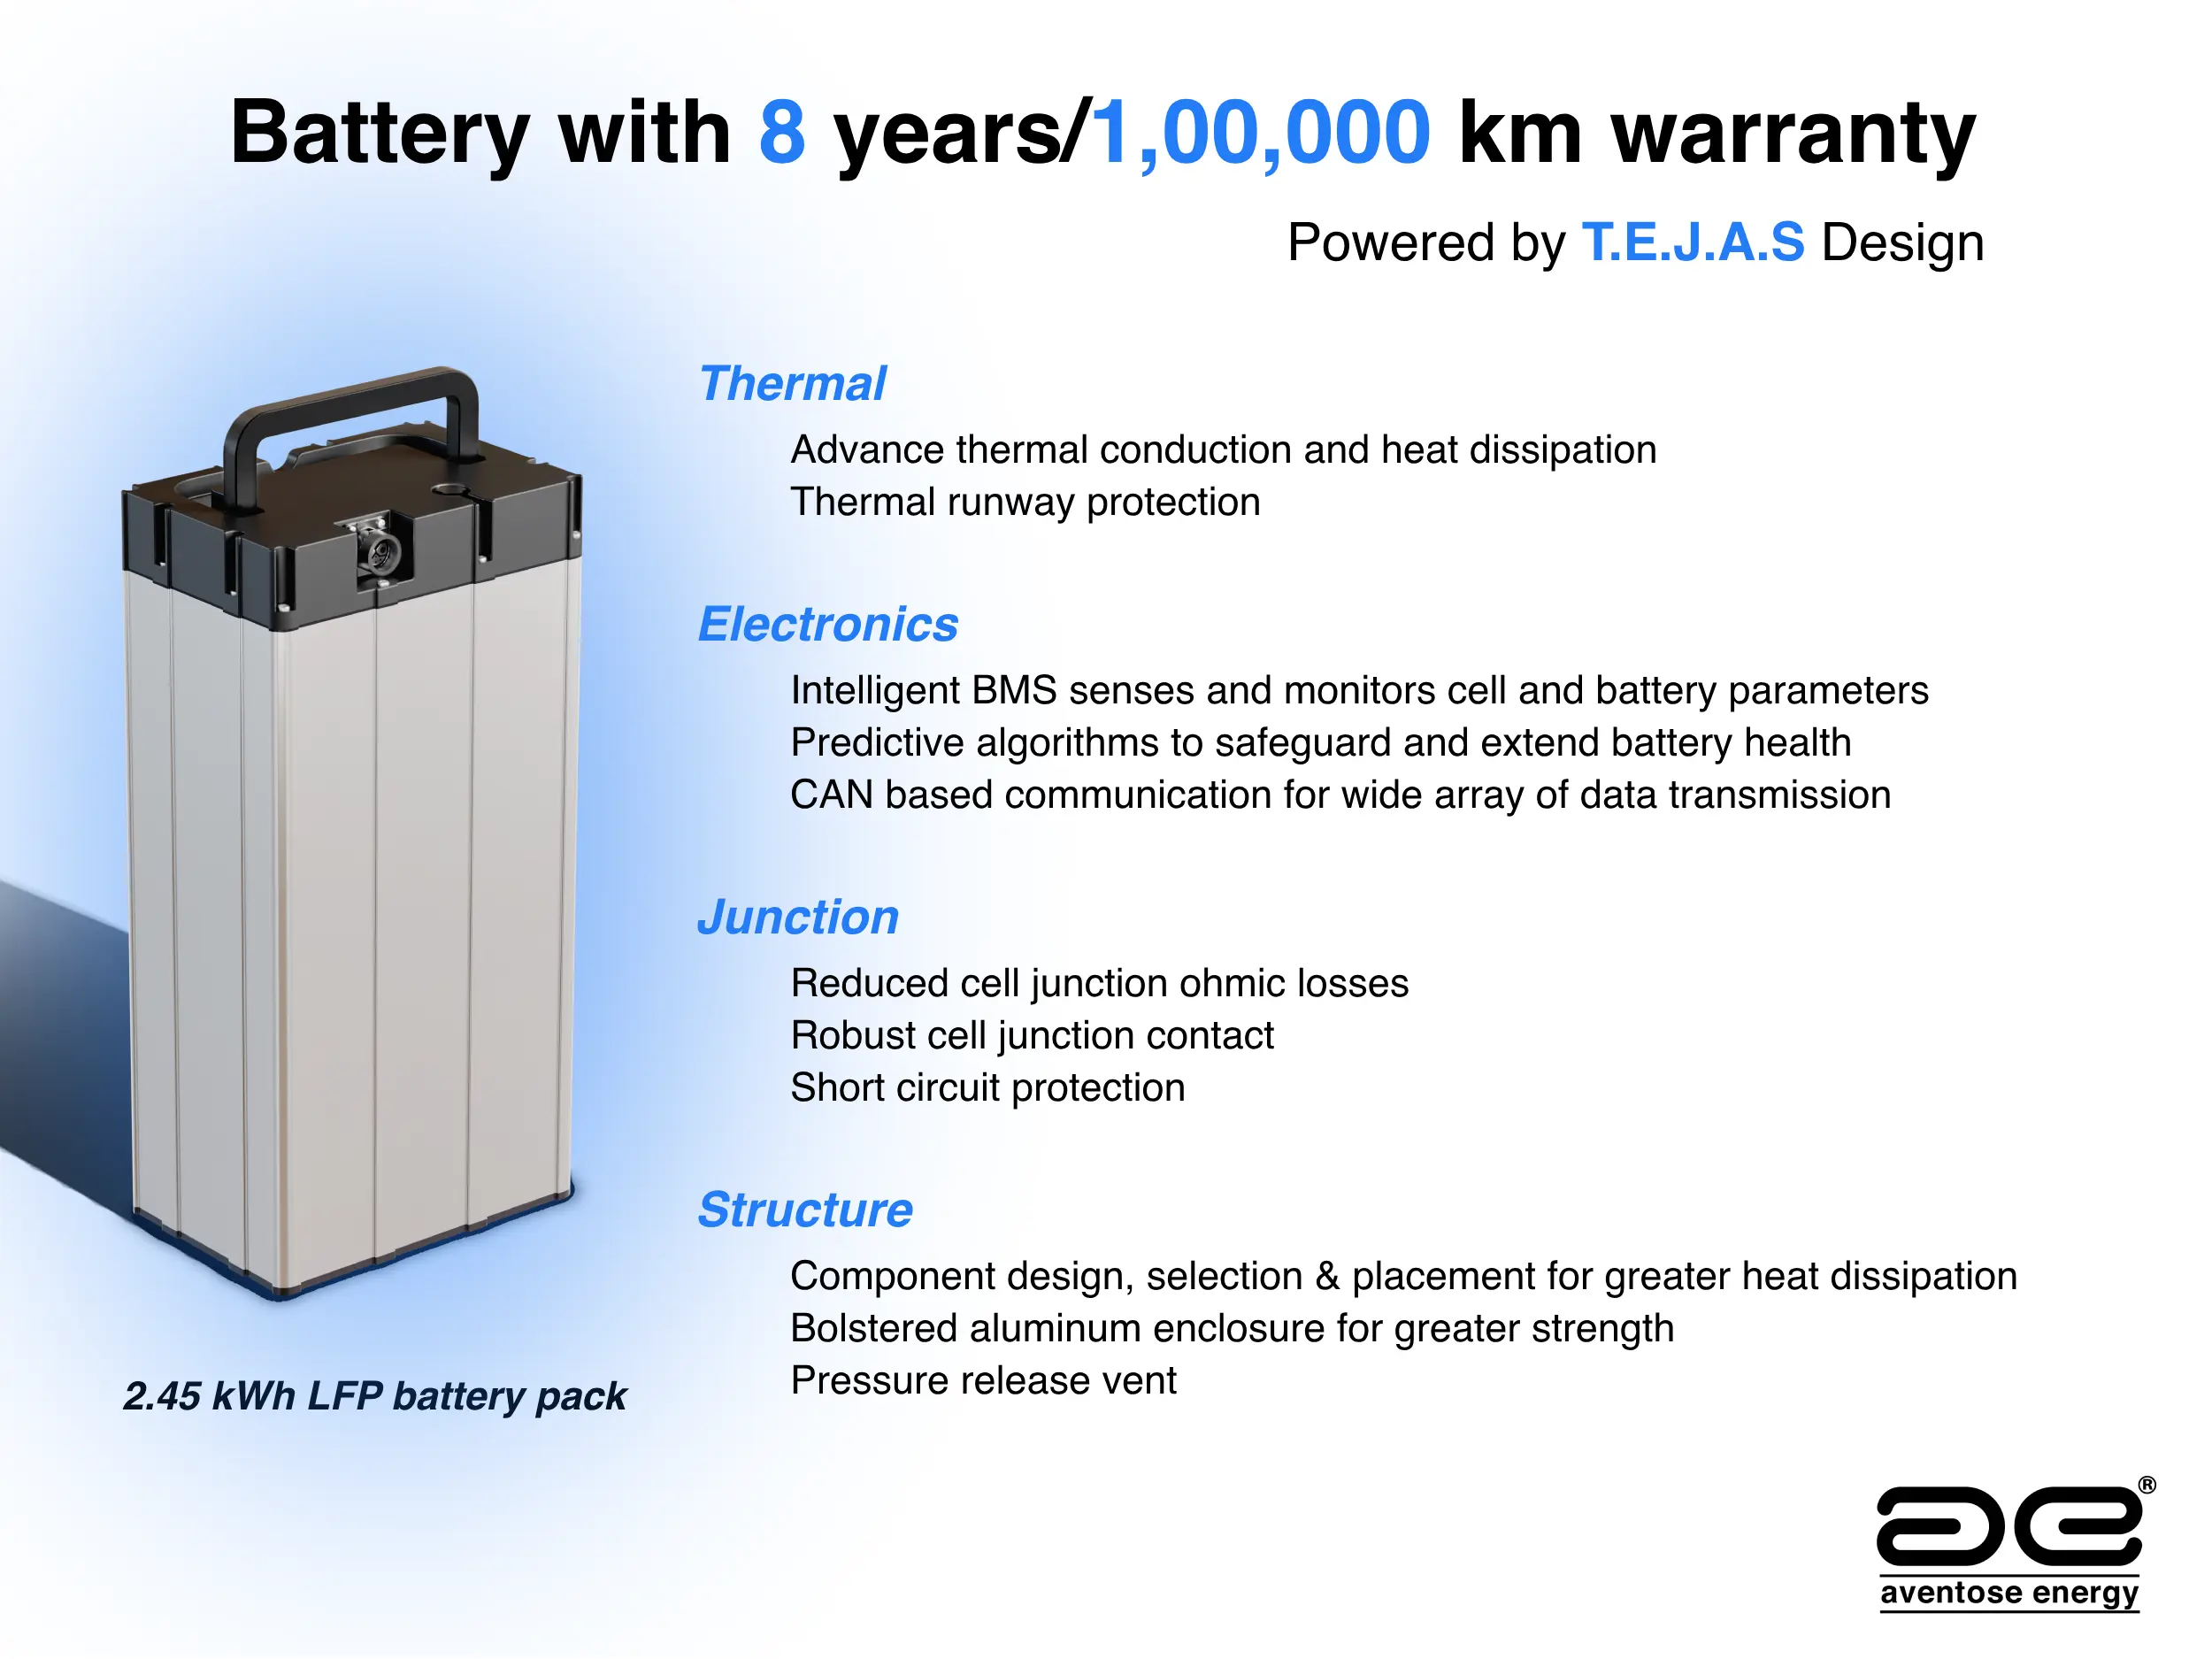 Battery with 8 years/1,00,000 km warranty
Powered by T.E.J.A.S Design
Thermal
Advance thermal conduction and heat dissipation
Thermal runway protection
Electronics
Intelligent BMS senses and monitors cell and battery parameters
Predictive algorithms to safeguard and extend battery health
CAN based communication for wide array of data transmission
Junction
Reduced cell junction ohmic losses
Robust cell junction contact
Short circuit protection
Structure
Component design, selection & placement for greater heat dissipation
Bolstered aluminum enclosure for greater strength
Pressure release vent
2.45 kWh LFP battery pack
ae®
aventose energy